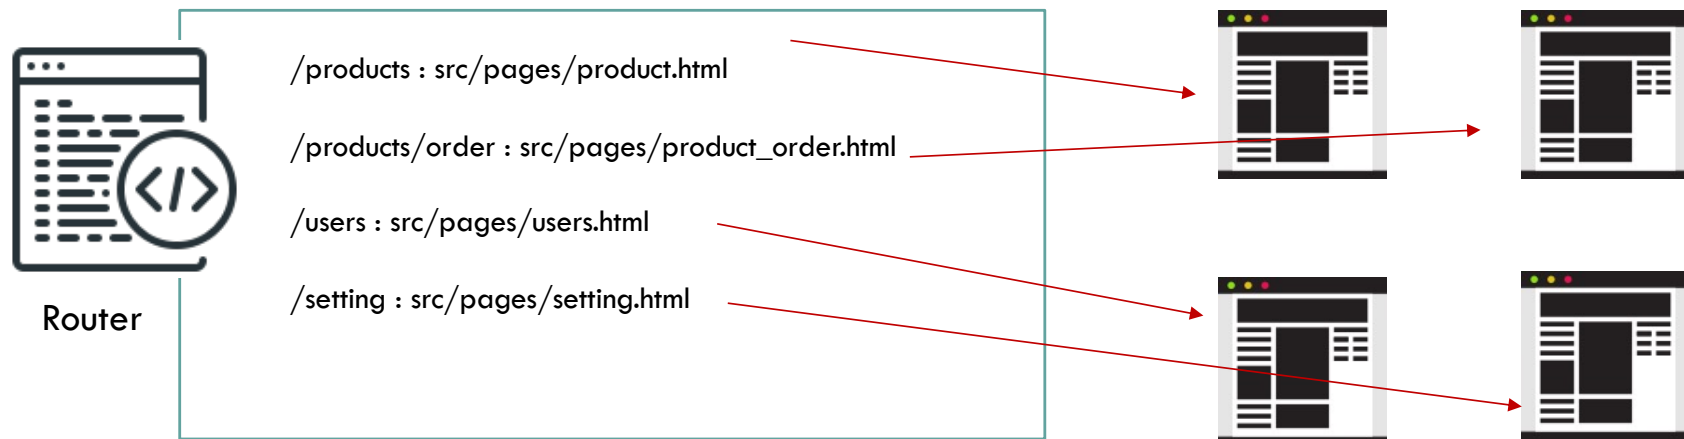 /products : src/pages/product.html
/products/order : src/pages/product_order.html
/users : src/pages/users.html
/setting : src/pages/setting.html
Router